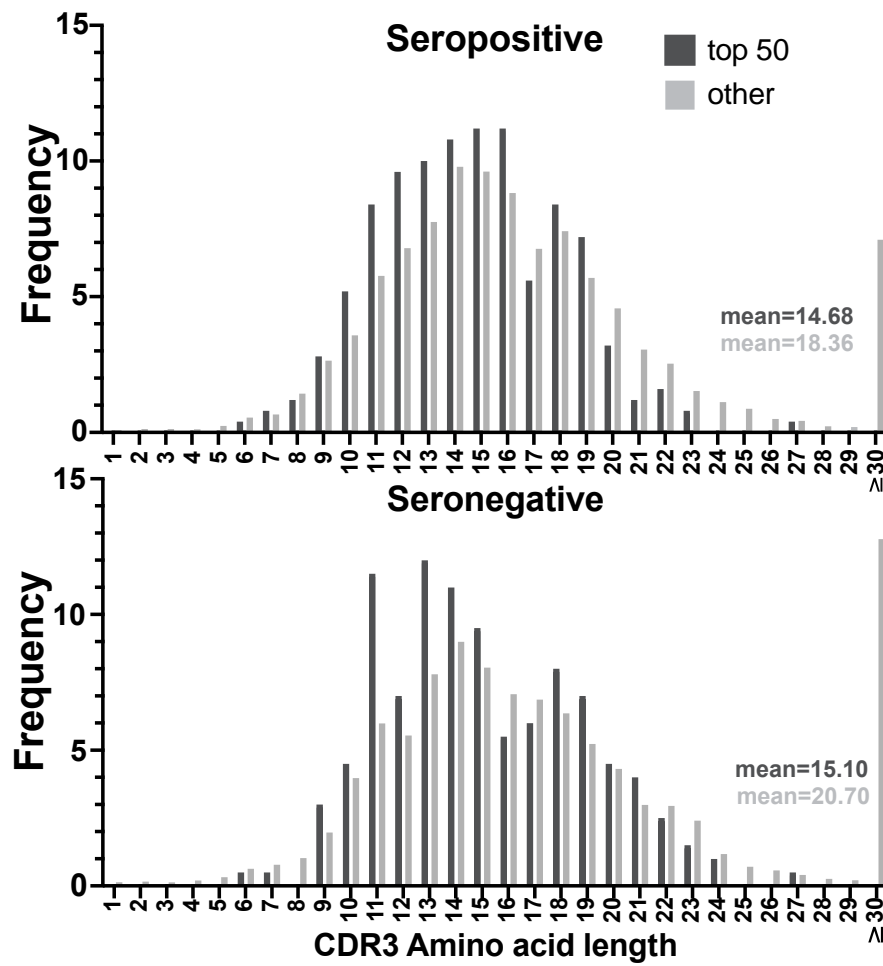 Seropositive
top 50
other
Frequency
15
10
5
0
mean=14.68
mean=18.36
1 2 3 4 5 6 7 8 9 10 11 12 13 14 15 16 17 18 19 20 21 22 23 24 25 26 27 28 29 ≥30
Seronegative
Frequency
15
10
5
0
mean=15.10
mean=20.70
1 2 3 4 5 6 7 8 9 10 11 12 13 14 15 16 17 18 19 20 21 22 23 24 25 26 27 28 29 ≥30
CDR3 Amino acid length